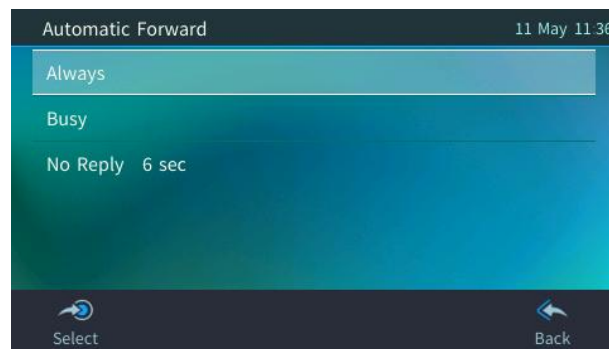 Automatic Forward 11 May 11:36
Always
Busy
No Reply 6 sec
Select Back